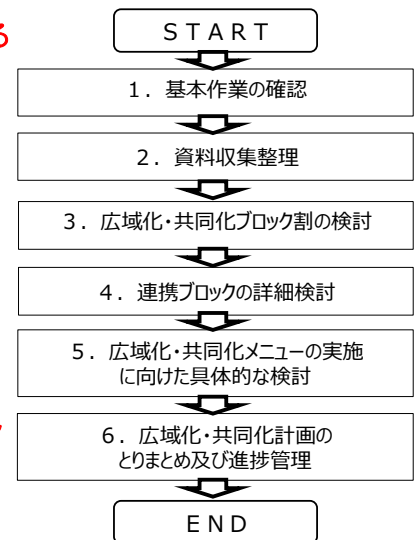 る
ＳＴＡＲＴ
１．基本作業の確認
２．資料収集整理
３．広域化・共同化ブロック割の検討
４．連携ブロックの詳細検討
５．広域化・共同化メニューの実施
に向けた具体的な検討
６．広域化・共同化計画の
とりまとめ及び進捗管理
ＥＮＤ